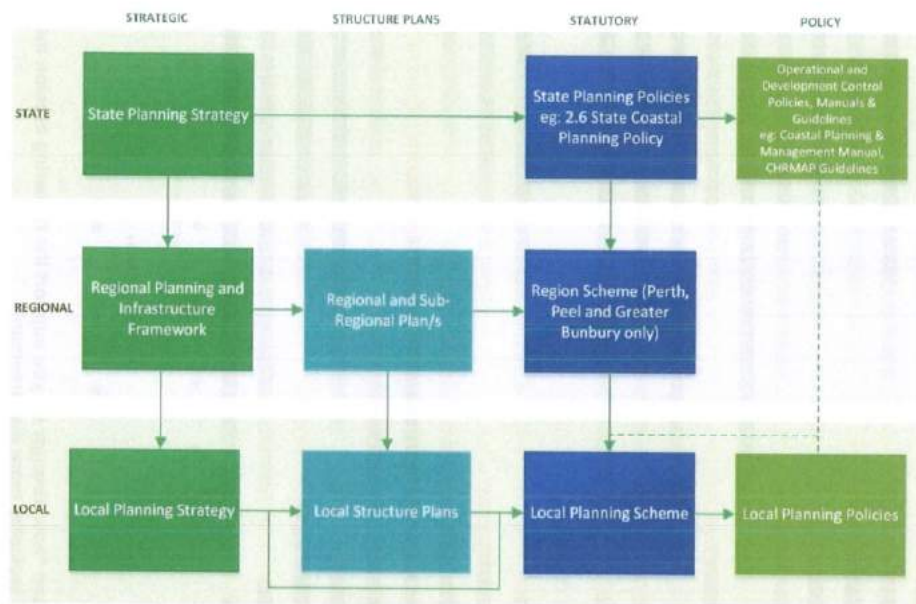 STRATEGIC
STRUCTURE PLANS
STATUTORY
POLICY
STATE
State Planning Strategy
State Planning Policies
eg: 2.6 State Coastal
Planning Policy
Operational and
Development Control
Policies, Manuals &
Guidelines
eg: Coastal Planning &
Management Manual,
CHRMAP Guidelines
REGIONAL
Regional Planning and
Infrastructure
Framework
Regional and Sub-
Regional Plan/s
Region Scheme (Perth,
Peel and Greater
Bunbury only)
LOCAL
Local Planning Strategy
Local Structure Plans
Local Planning Scheme
Local Planning Policies